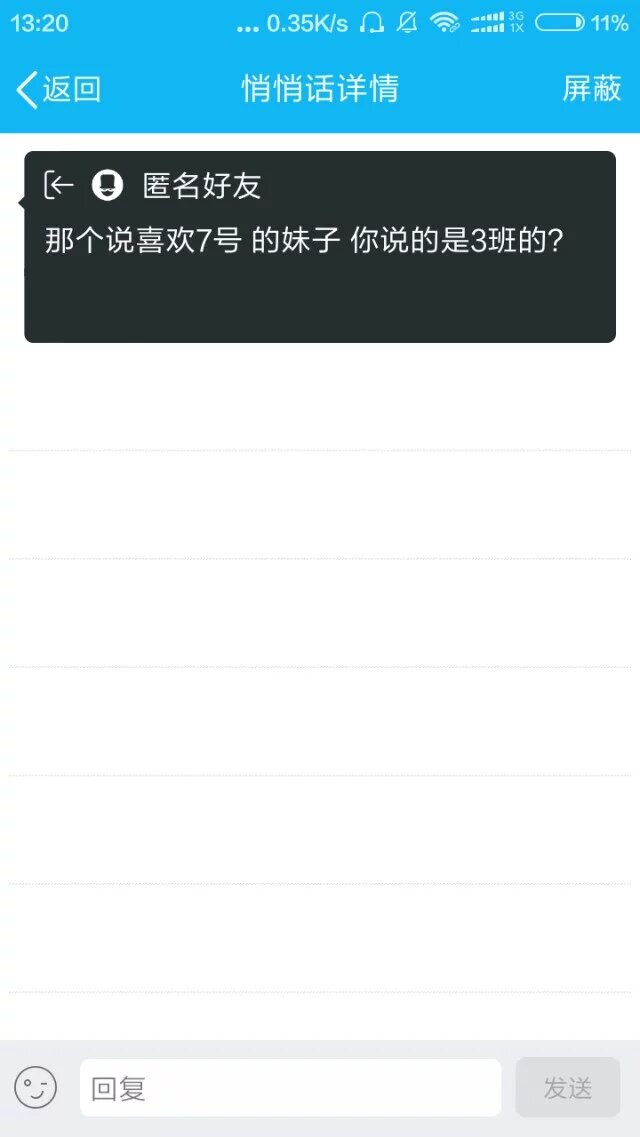 13:20 ... 0.35K/s 3G 1X 11%
返回 悄悄话详情 屏蔽
匿名好友
那个说喜欢7号 的妹子 你说的是3班的?
回复 发送